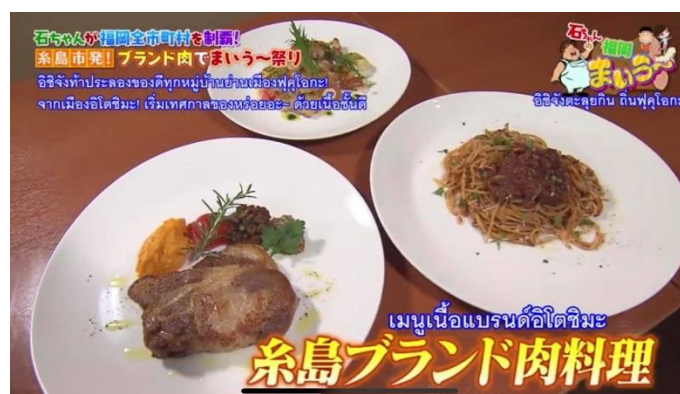 石ちゃんが福岡全市町村を制覇!
糸島市発!ブランド肉でまいう〜祭り
อิชิจังท้าประลองของดีทุกหมู่บ้านย่านเมืองฟุคุโอกะ!
จากเมืองอิโตชิมะ! เริ่มเทศกาลของหร่อยอะ~ ด้วยเนื้อชั้นดี
石ちゃん
福岡
まいう〜
อิชิจังตะลุยกิน ถิ่นฟุคุโอกะ
เมนูเนื้อแบรนด์อิโตชิมะ
糸島ブランド肉料理